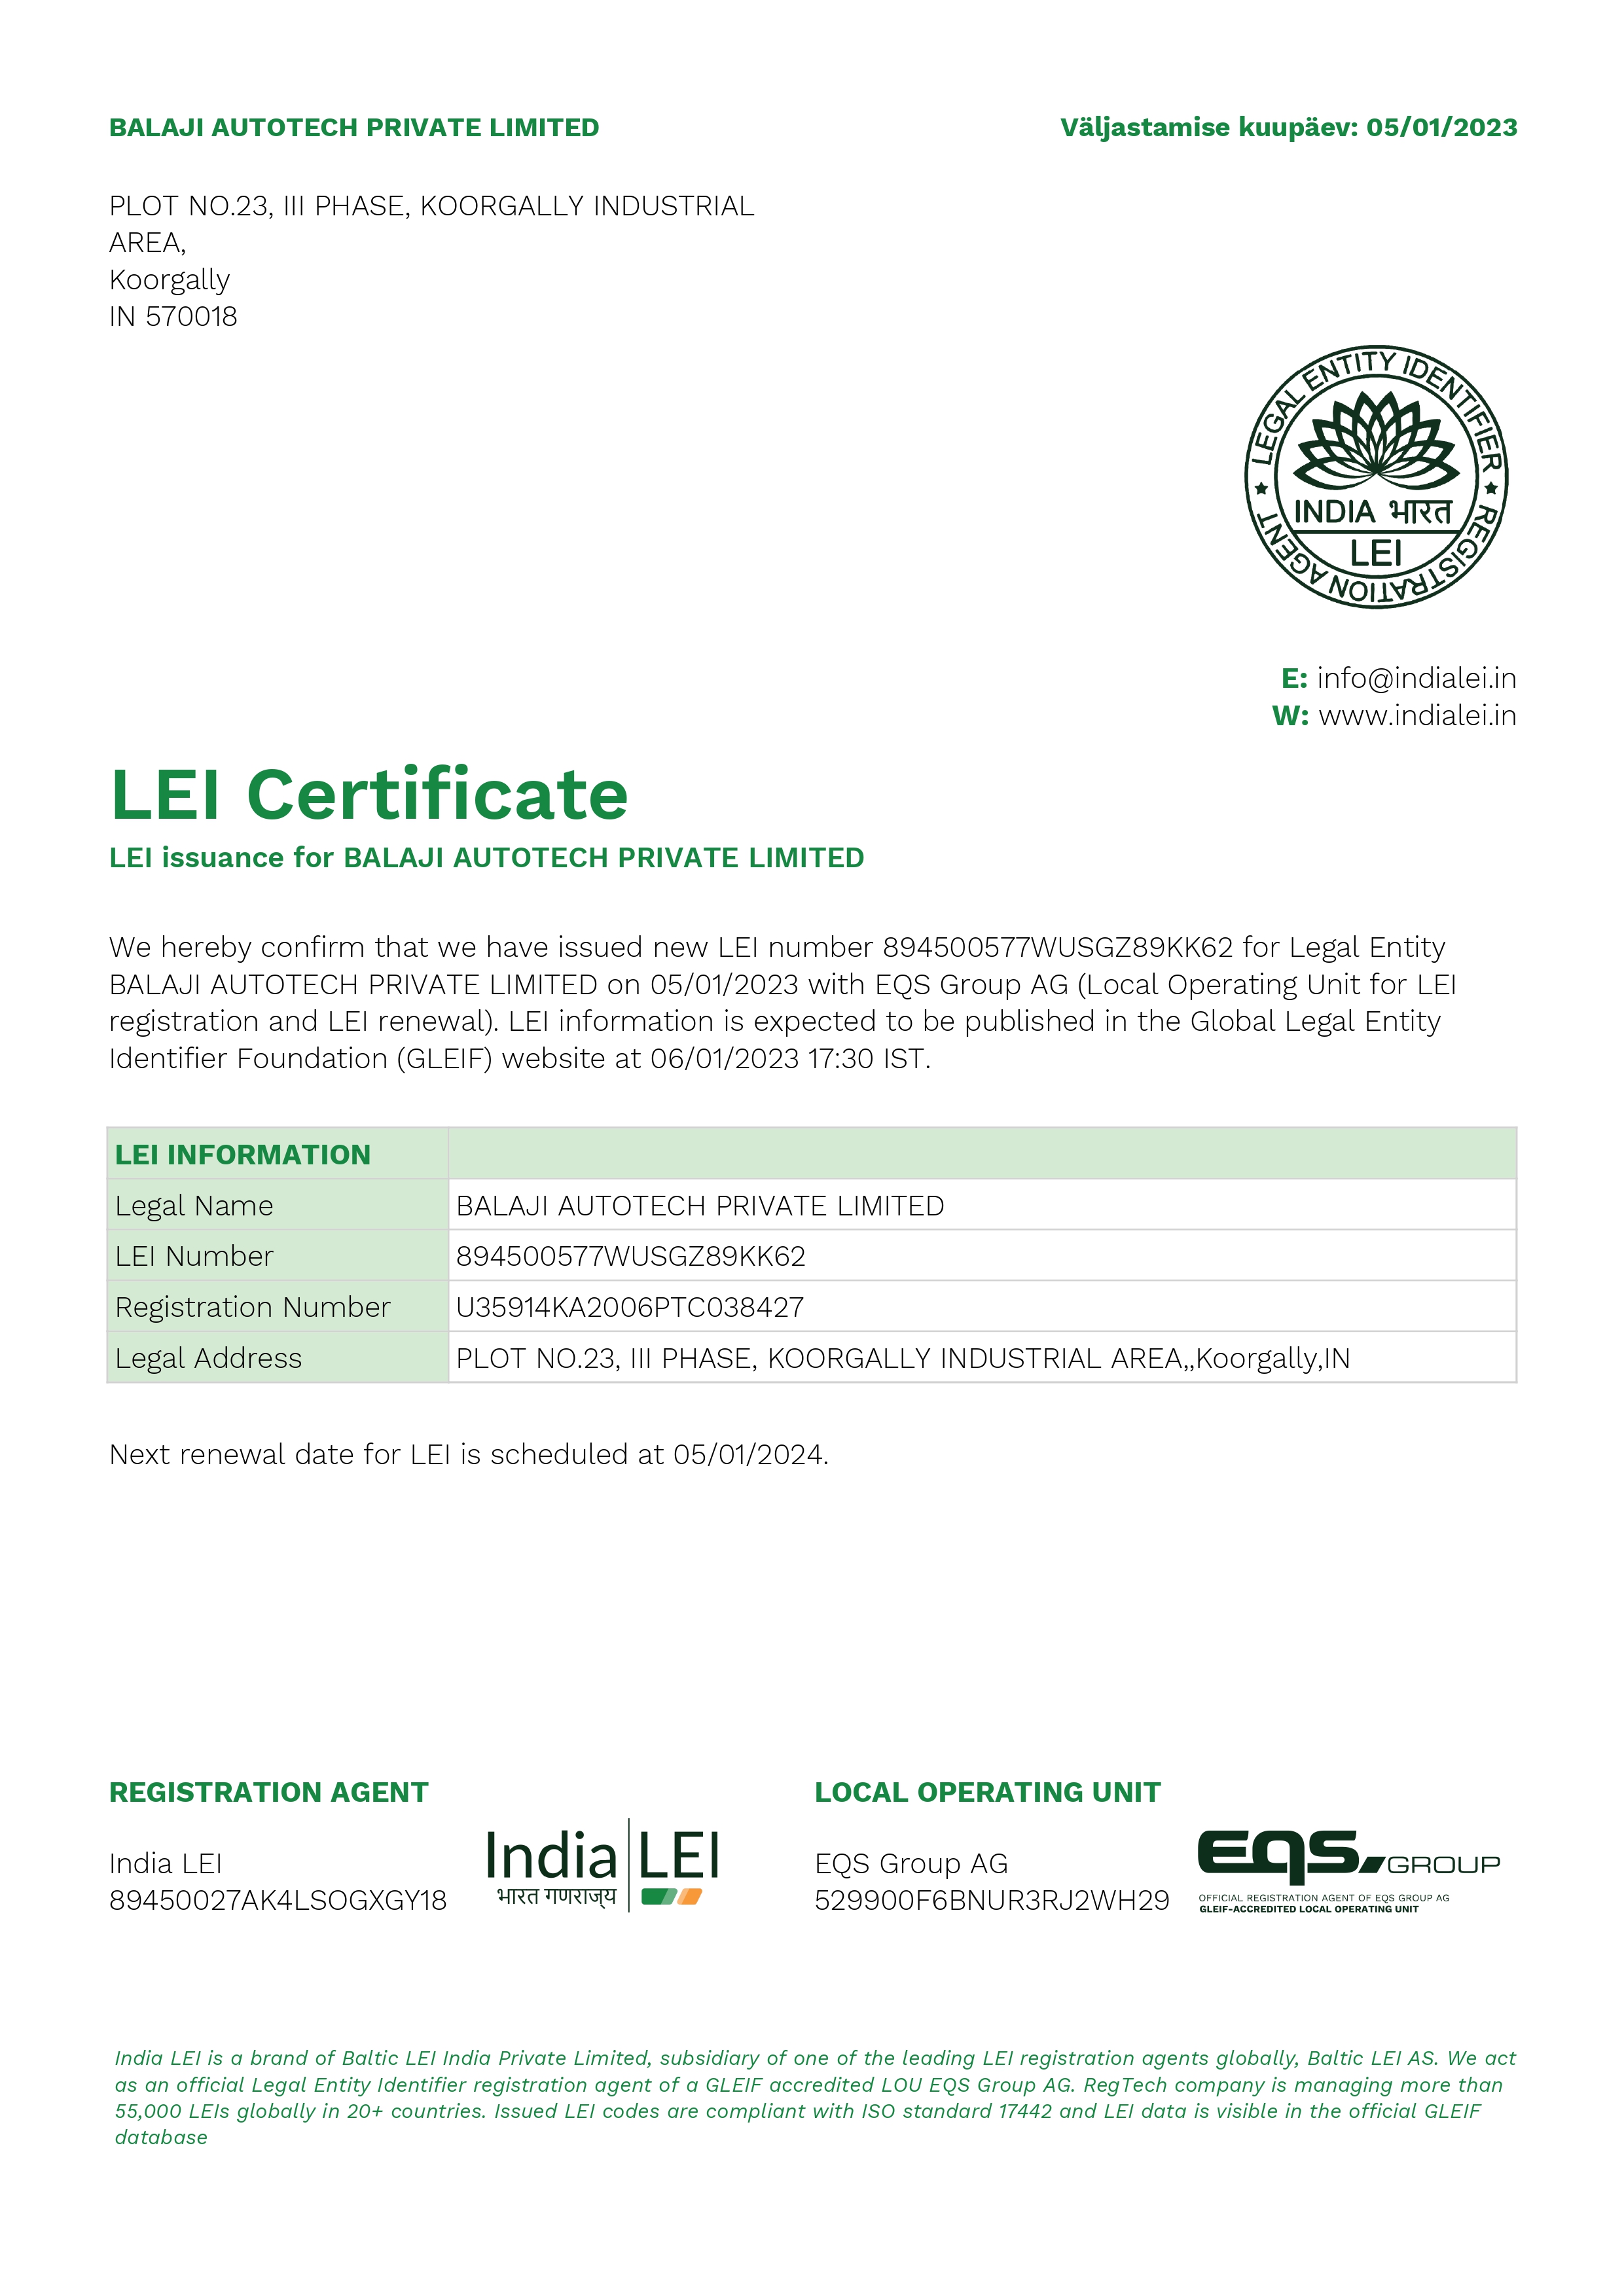 BALAJI AUTOTECH PRIVATE LIMITED
Väljastamise kuupäev: 05/01/2023
PLOT NO.23, III PHASE, KOORGALLY INDUSTRIAL
AREA,
Koorgally
IN 570018
LEGAL ENTITY IDENTIFIER
REGISTRATION AGENT
INDIA भारत
LEI
E: info@indialei.in
W: www.indialei.in
LEI Certificate
LEI issuance for BALAJI AUTOTECH PRIVATE LIMITED
We hereby confirm that we have issued new LEI number 894500577WUSGZ89KK62 for Legal Entity
BALAJI AUTOTECH PRIVATE LIMITED on 05/01/2023 with EQS Group AG (Local Operating Unit for LEI
registration and LEI renewal). LEI information is expected to be published in the Global Legal Entity
Identifier Foundation (GLEIF) website at 06/01/2023 17:30 IST.
LEI INFORMATION
Legal Name BALAJI AUTOTECH PRIVATE LIMITED
LEI Number 894500577WUSGZ89KK62
Registration Number U35914KA2006PTC038427
Legal Address PLOT NO.23, III PHASE, KOORGALLY INDUSTRIAL AREA,,Koorgally,IN
Next renewal date for LEI is scheduled at 05/01/2024.
REGISTRATION AGENT
India LEI
89450027AK4LSOGXGY18
India LEI
भारत गणराज्य
LOCAL OPERATING UNIT
EQS Group AG
529900F6BNUR3RJ2WH29
EQS GROUP
OFFICIAL REGISTRATION AGENT OF EQS GROUP AG
GLEIF-ACCREDITED LOCAL OPERATING UNIT
India LEI is a brand of Baltic LEI India Private Limited, subsidiary of one of the leading LEI registration agents globally, Baltic LEI AS. We act
as an official Legal Entity Identifier registration agent of a GLEIF accredited LOU EQS Group AG. RegTech company is managing more than
55,000 LEIs globally in 20+ countries. Issued LEI codes are compliant with ISO standard 17442 and LEI data is visible in the official GLEIF
database